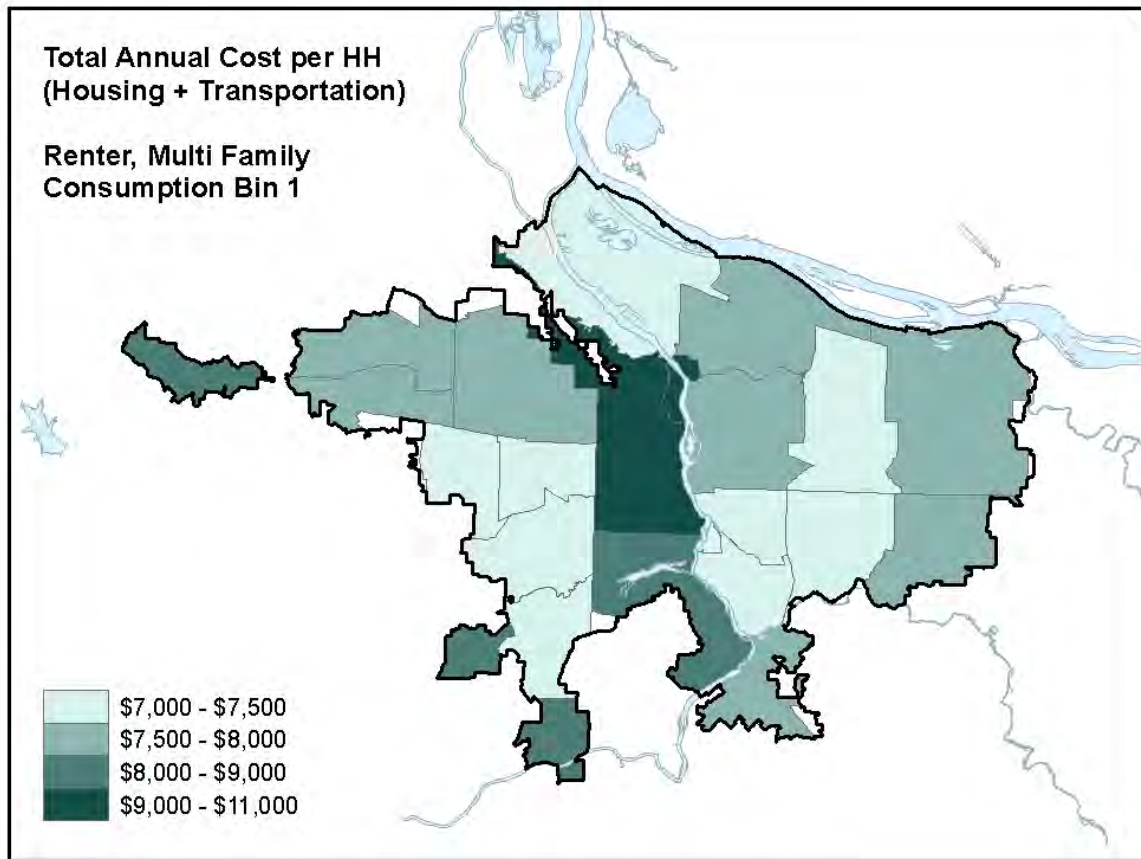 Total Annual Cost per HH
(Housing + Transportation)
Renter, Multi Family
Consumption Bin 1
$7,000 - $7,500
$7,500 - $8,000
$8,000 - $9,000
$9,000 - $11,000